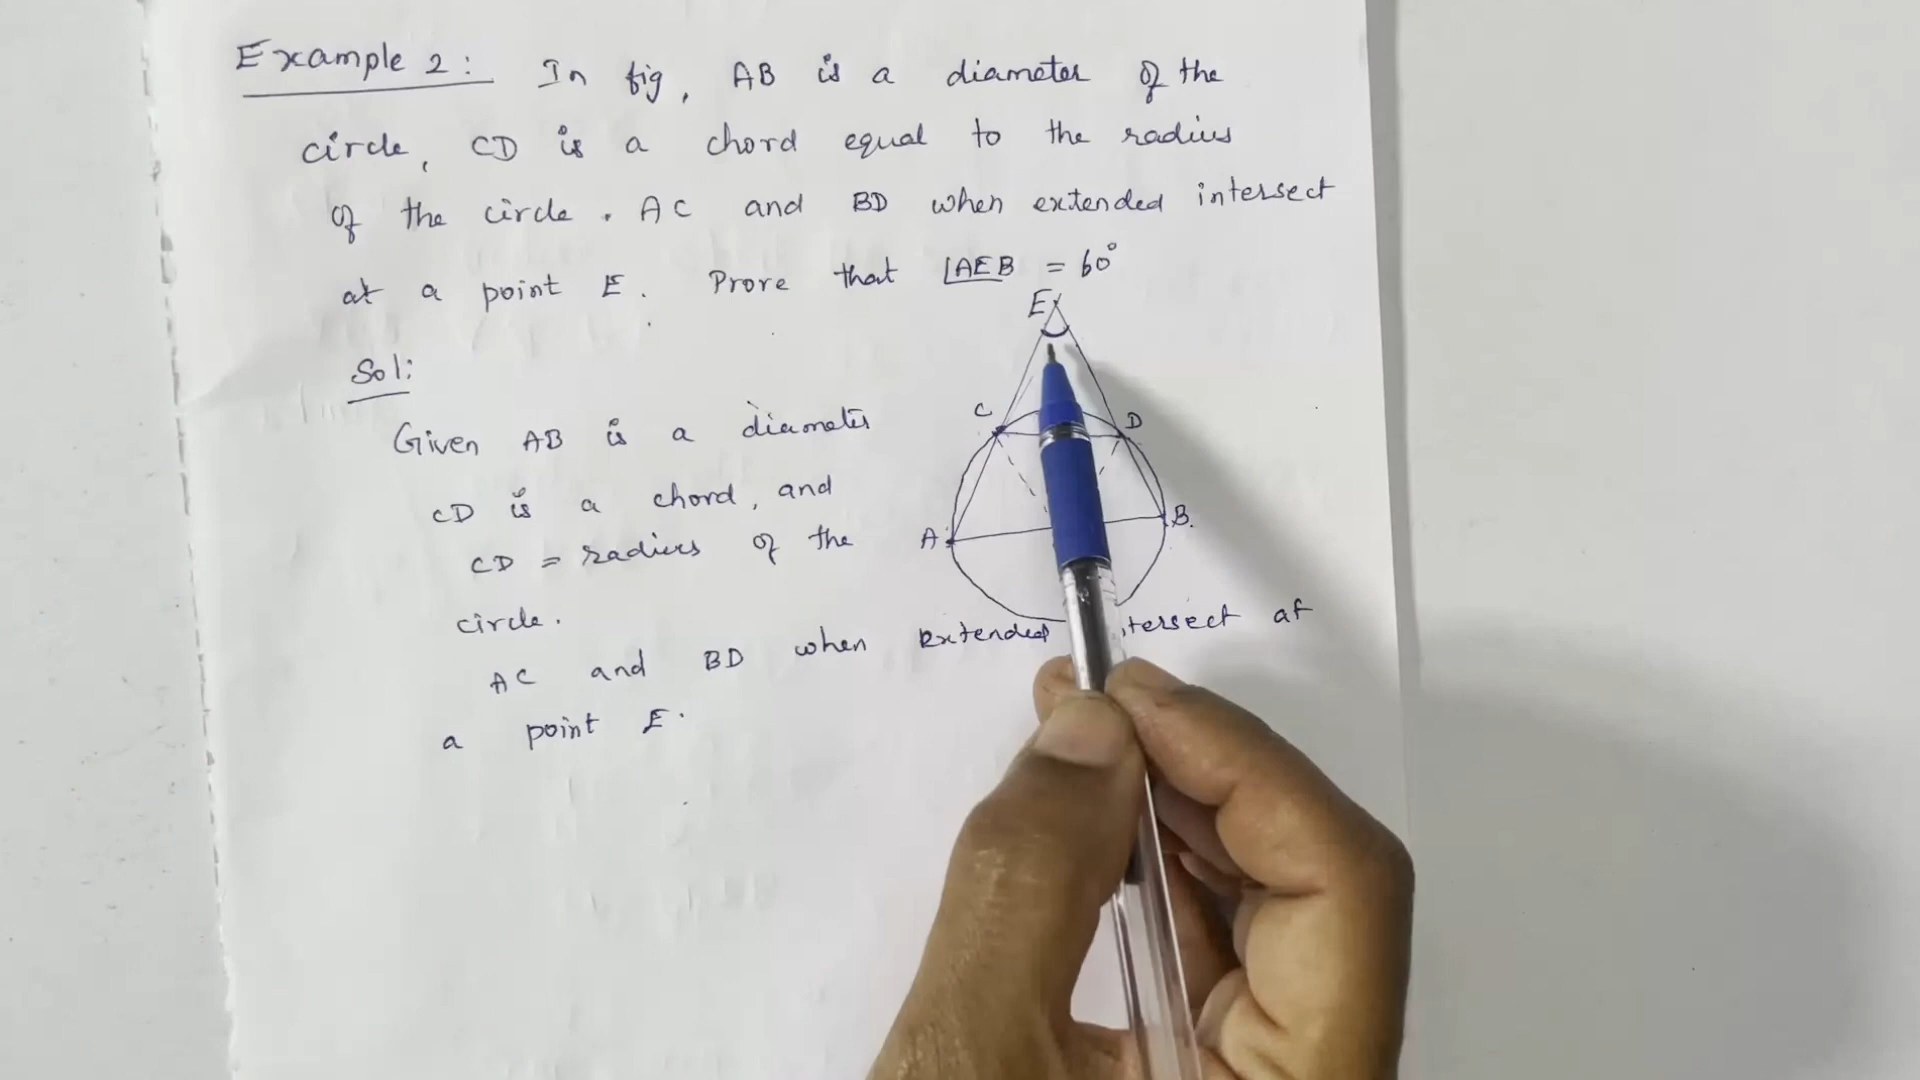 Example 2: In fig, AB is a diameter of the
circle, CD is a chord equal to the radius
of the circle. AC and BD when extended intersect
at a point E. Prove that ∠AEB = 60°
E
Sol:
C
D
Given AB is a diameter
CD is a chord, and
A
B.
CD = radius of the
circle.
AC and BD when extended tersect at
a point E.